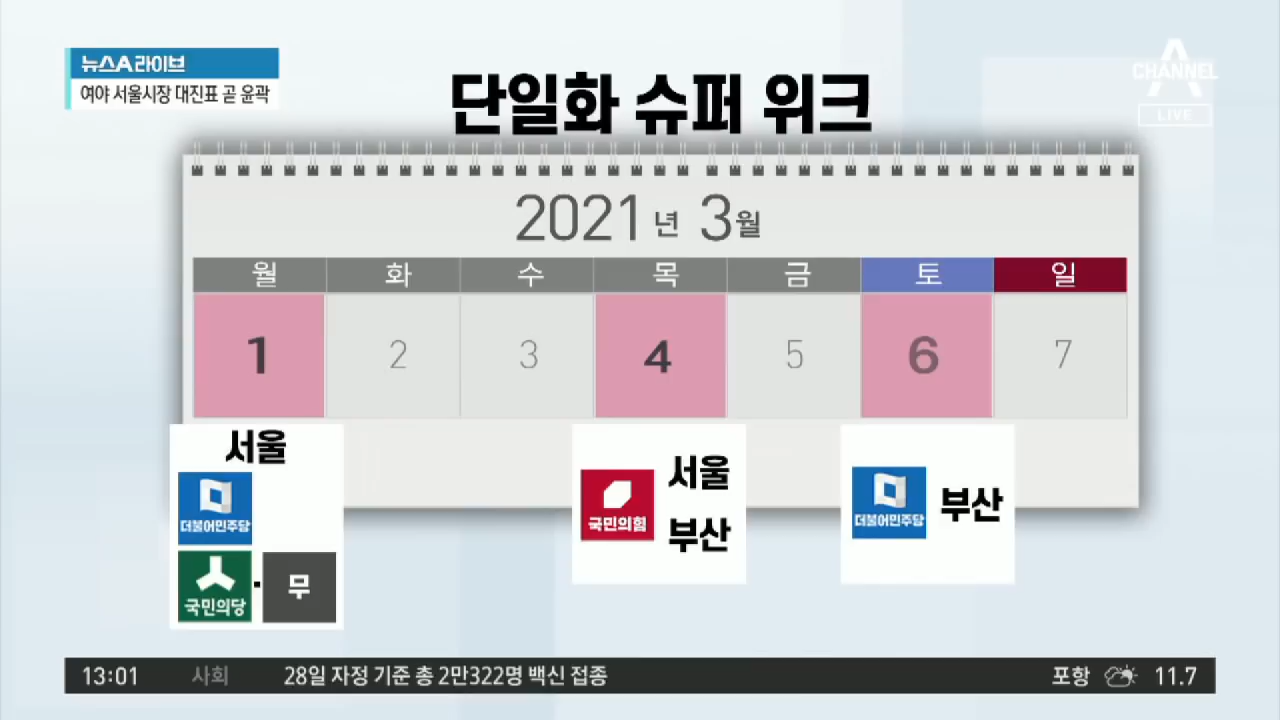 뉴스A 라이브
여야 서울시장 대진표 곧 윤곽
CHANNEL A
LIVE
단일화 슈퍼 위크
2021년 3월
월 화 수 목 금 토 일
1 2 3 4 5 6 7
서울
더불어민주당
국민의당 · 무
국민의힘
서울
부산
더불어민주당
부산
13:01 사회 28일 자정 기준 총 2만322명 백신 접종 포항 11.7